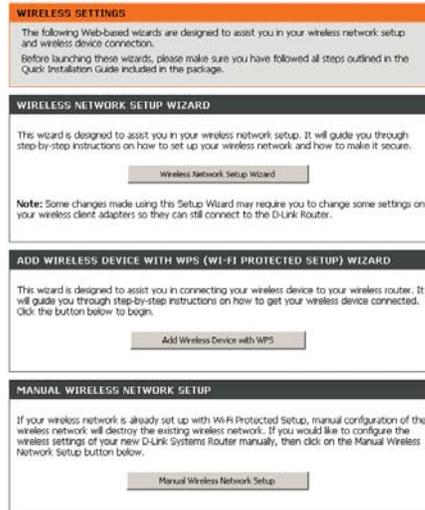 WIRELESS SETTINGS
The following Web-based wizards are designed to assist you in your wireless network setup
and wireless device connection.
Before launching these wizards, please make sure you have followed all steps outlined in the
Quick Installation Guide included in the package.
WIRELESS NETWORK SETUP WIZARD
This wizard is designed to assist you in your wireless network setup. It will guide you through
step-by-step instructions on how to set up your wireless network and how to make it secure.
Wireless Network Setup Wizard
Note: Some changes made using this Setup Wizard may require you to change some settings on
your wireless client adapters so they can still connect to the D-Link Router.
ADD WIRELESS DEVICE WITH WPS (WI-FI PROTECTED SETUP) WIZARD
This wizard is designed to assist you in connecting your wireless device to your wireless router. It
will guide you through step-by-step instructions on how to get your wireless device connected.
Click the button below to begin.
Add Wireless Device with WPS
MANUAL WIRELESS NETWORK SETUP
If your wireless network is already set up with Wi-Fi Protected Setup, manual confguration of the
wireless network will destroy the existing wireless network. If you would like to configure the
wireless settings of your new D-Link Systems Router manually, then click on the Manual Wireless
Network Setup button below.
Manual Wireless Network Setup